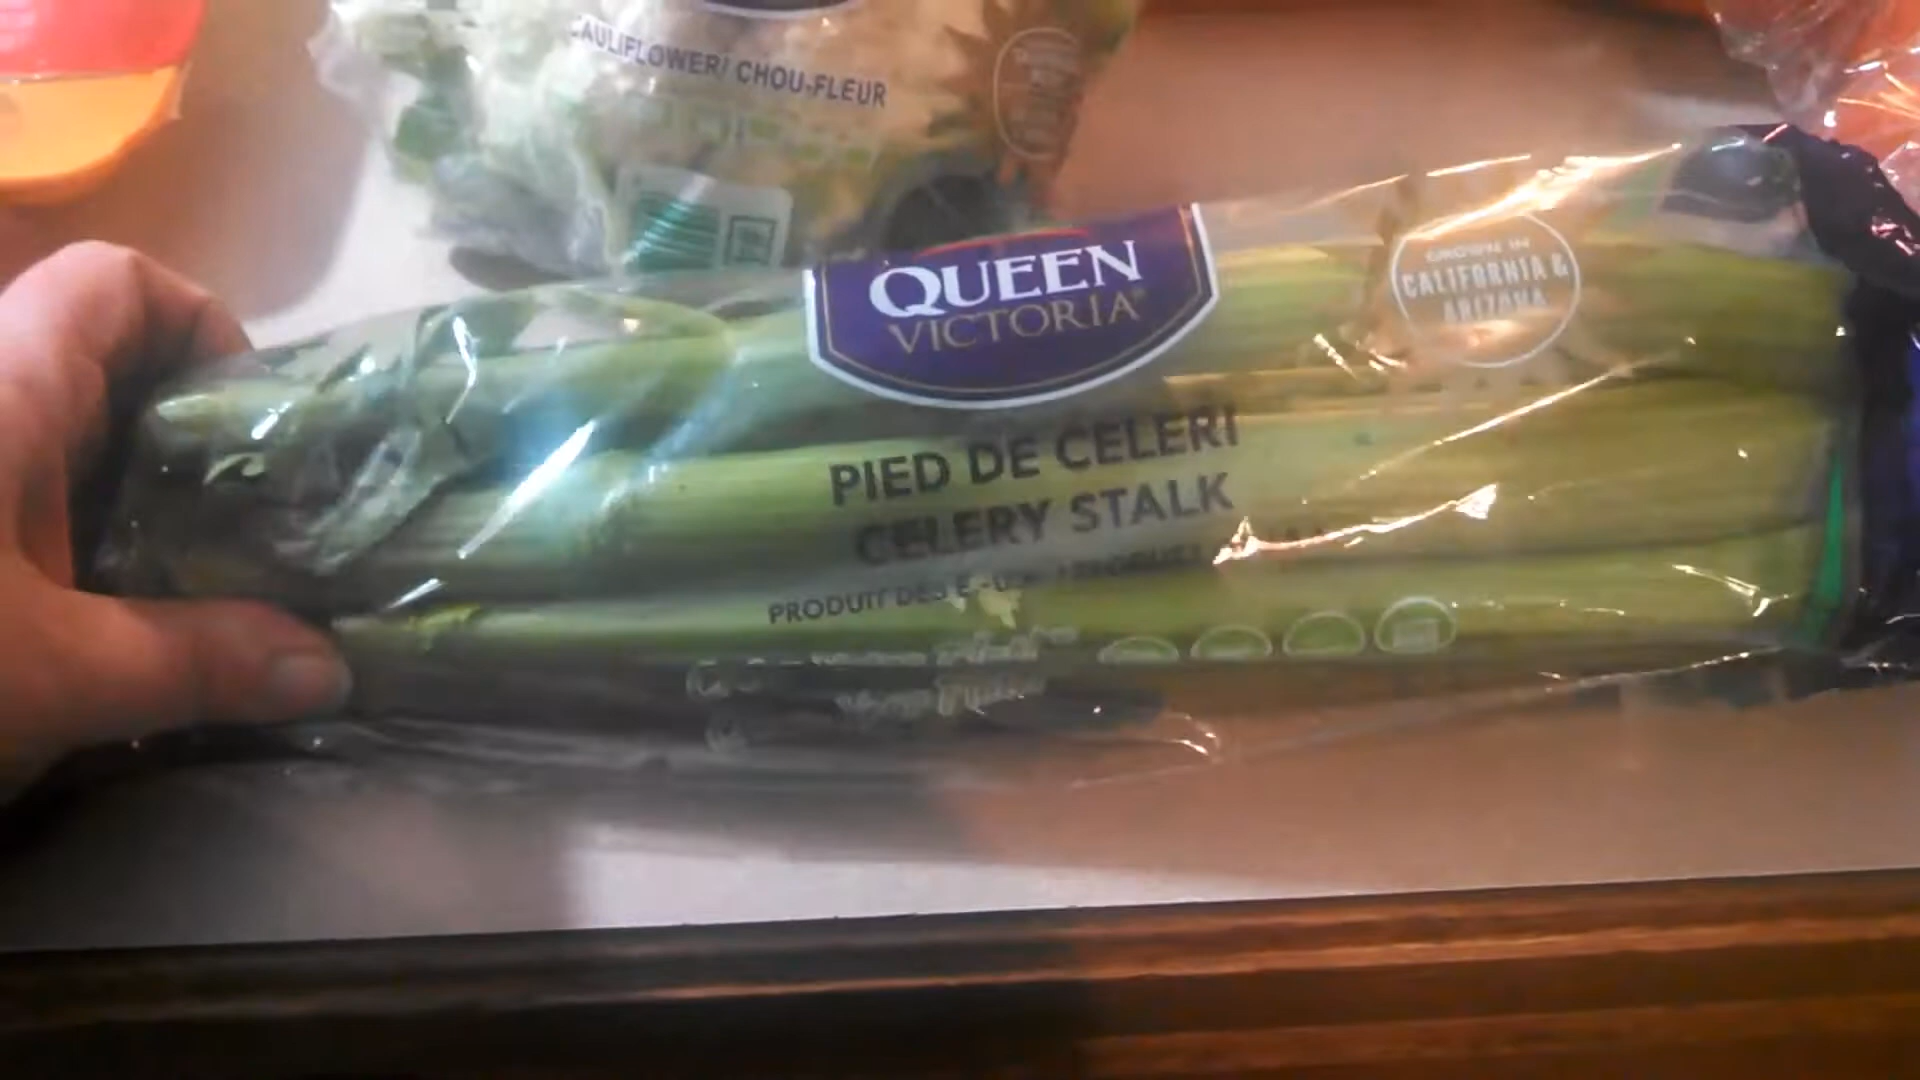 CAULIFLOWER/ CHOU-FLEUR
QUEEN
VICTORIA
GROWN IN
CALIFORNIA &
ARIZONA
PIED DE CELERI
CELERY STALK
PRODUIT DES